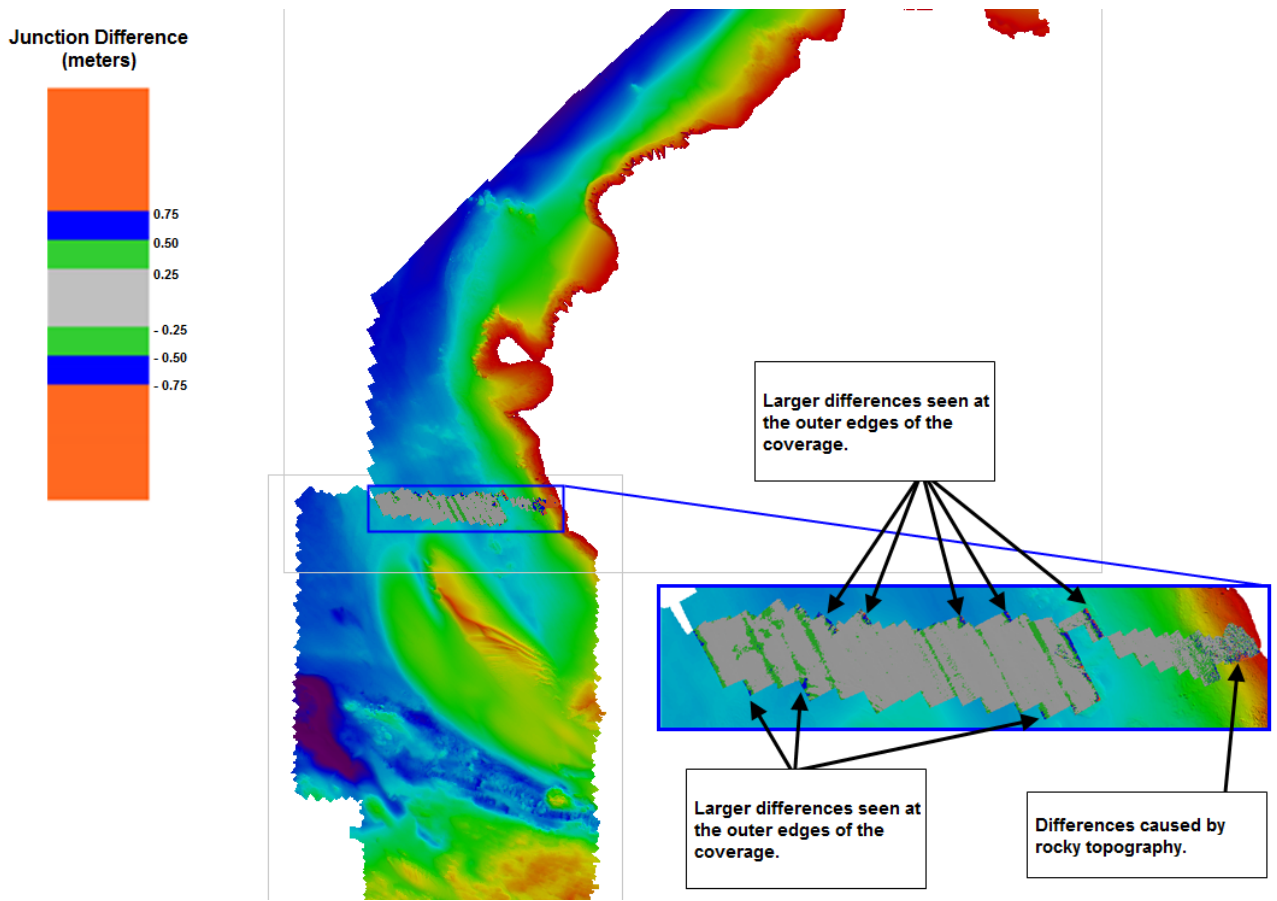 Junction Difference
(meters)
0.75
0.50
0.25
- 0.25
- 0.50
- 0.75
Larger differences seen at
the outer edges of the
coverage.
Larger differences seen at
the outer edges of the
coverage.
Differences caused by
rocky topography.